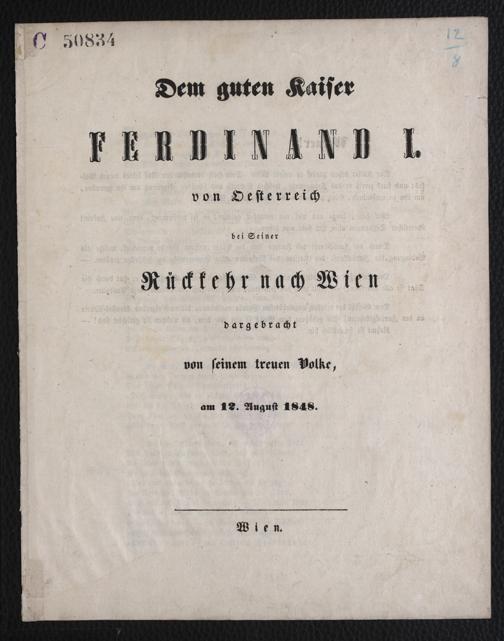 C 50834
12
8
Dem guten Kaiser
FERDINAND I.
von Oesterreich
bei Seiner
Rückkehr nach Wien
dargebracht
von seinem treuen Volke,
am 12. August 1848.
Wien.